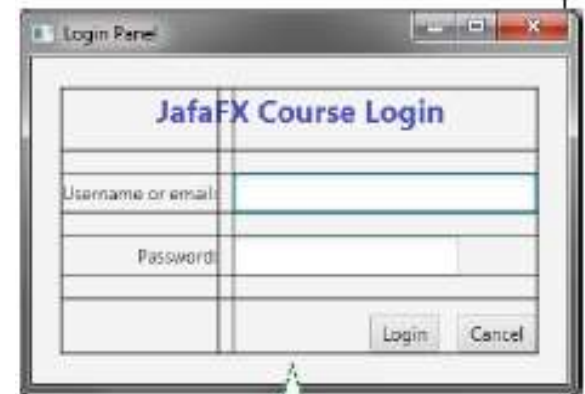 Login Panel
JafaFX Course Login
Username or email:
Password:
Login Cancel